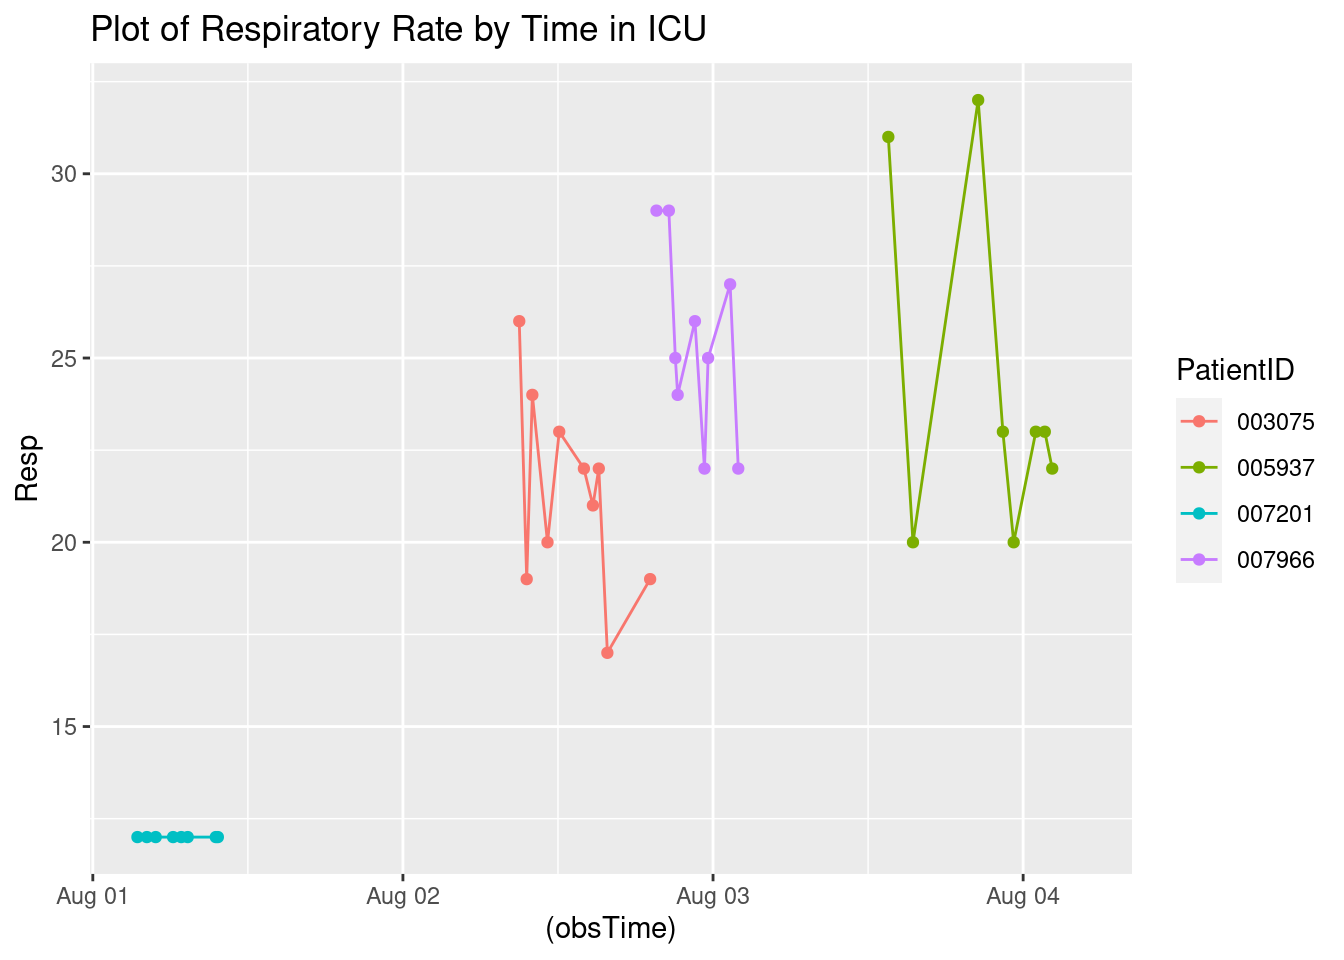 Plot of Respiratory Rate by Time in ICU
Resp
30
25
20
15
Aug 01 Aug 02 Aug 03 Aug 04
(obsTime)
PatientID
003075
005937
007201
007966